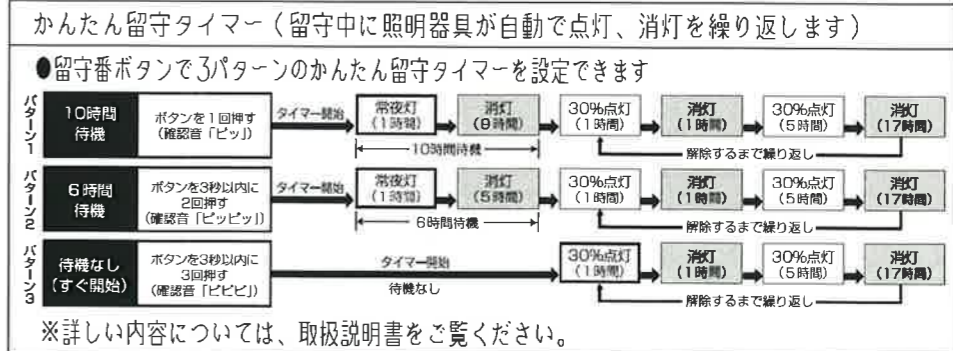 かんたん留守タイマー(留守中に照明器具が自動で点灯、消灯を繰り返します)
●留守番ボタンで3パターンのかんたん留守タイマーを設定できます
パターン1
10時間
待機
ボタンを1回押す
(確認音「ピッ」)
タイマー開始
常夜灯
(1時間)
消灯
(9時間)
30%点灯
(1時間)
消灯
(1時間)
30%点灯
(5時間)
消灯
(17時間)
10時間待機
解除するまで繰り返し
パターン2
6時間
待機
ボタンを3秒以内に
2回押す
(確認音「ピッピッ」)
タイマー開始
常夜灯
(1時間)
消灯
(5時間)
30%点灯
(1時間)
消灯
(1時間)
30%点灯
(5時間)
消灯
(17時間)
6時間待機
解除するまで繰り返し
パターン3
待機なし
(すぐ開始)
ボタンを3秒以内に
3回押す
(確認音「ピピピ」)
タイマー開始
待機なし
30%点灯
(1時間)
消灯
(1時間)
30%点灯
(5時間)
消灯
(17時間)
解除するまで繰り返し
※詳しい内容については、取扱説明書をご覧ください。